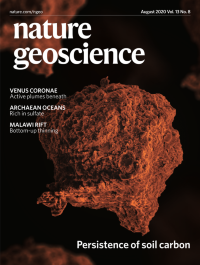 nature.com/ngeo
August 2020 Vol. 13 No. 8
nature
geoscience
VENUS CORONAE
Active plumes beneath
ARCHAEAN OCEANS
Rich in sulfate
MALAWI RIFT
Bottom-up thinning
Persistence of soil carbon